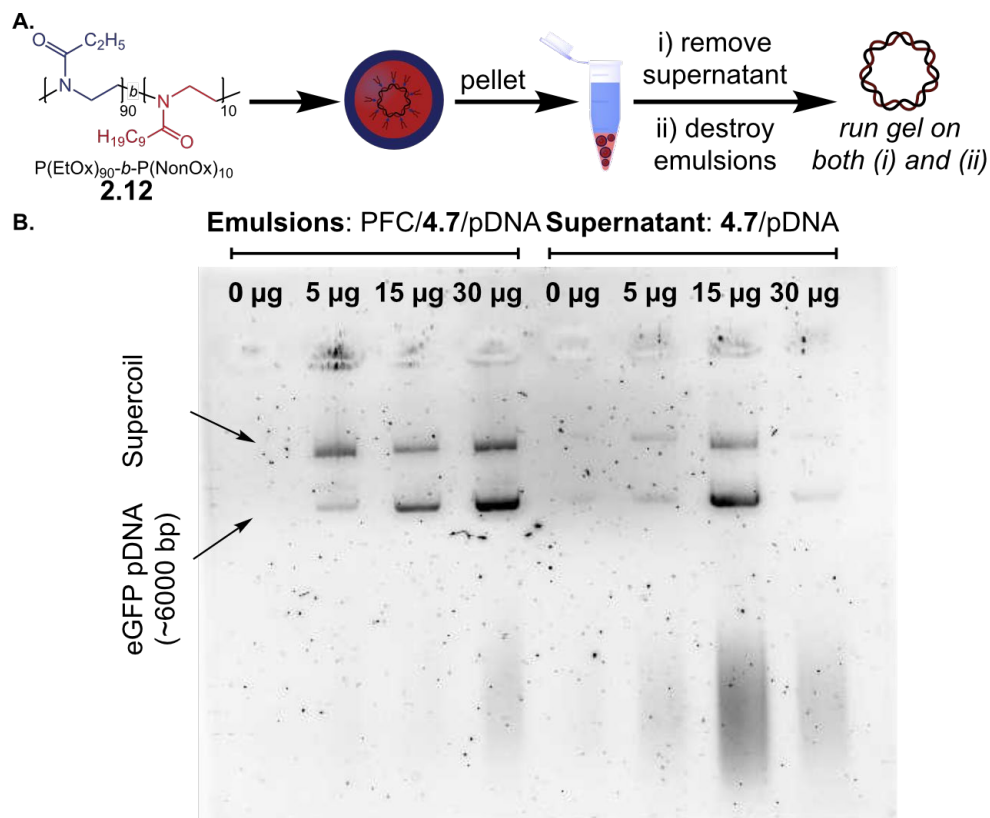 A.
O
C₂H₅
N
b
90
N
10
H₁₉C₉
O
P(EtOx)₉₀-b-P(NonOx)₁₀
2.12
pellet
i) remove
supernatant
ii) destroy
emulsions
run gel on
both (i) and (ii)
B.
Emulsions: PFC/4.7/pDNA Supernatant: 4.7/pDNA
0 µg 5 µg 15 µg 30 µg 0 µg 5 µg 15 µg 30 µg
Supercoil
eGFP pDNA
(~6000 bp)